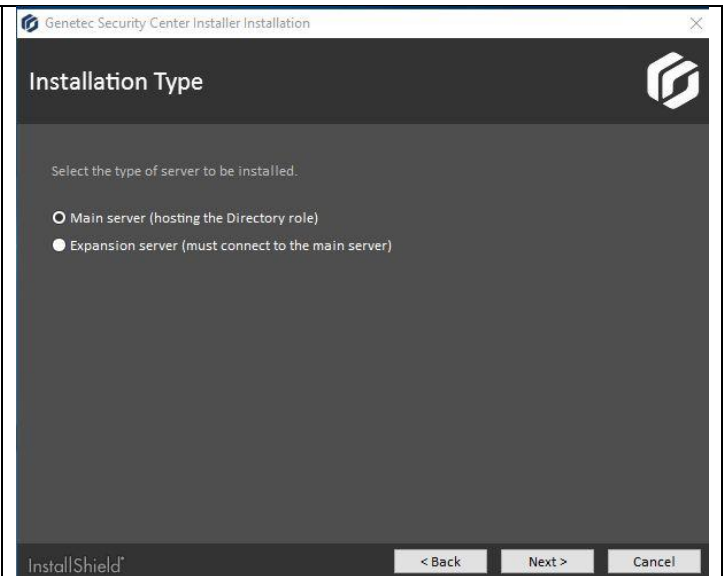 Genetec Security Center Installer Installation
Installation Type
Select the type of server to be installed.
Main server (hosting the Directory role)
Expansion server (must connect to the main server)
InstallShield
< Back
Next >
Cancel